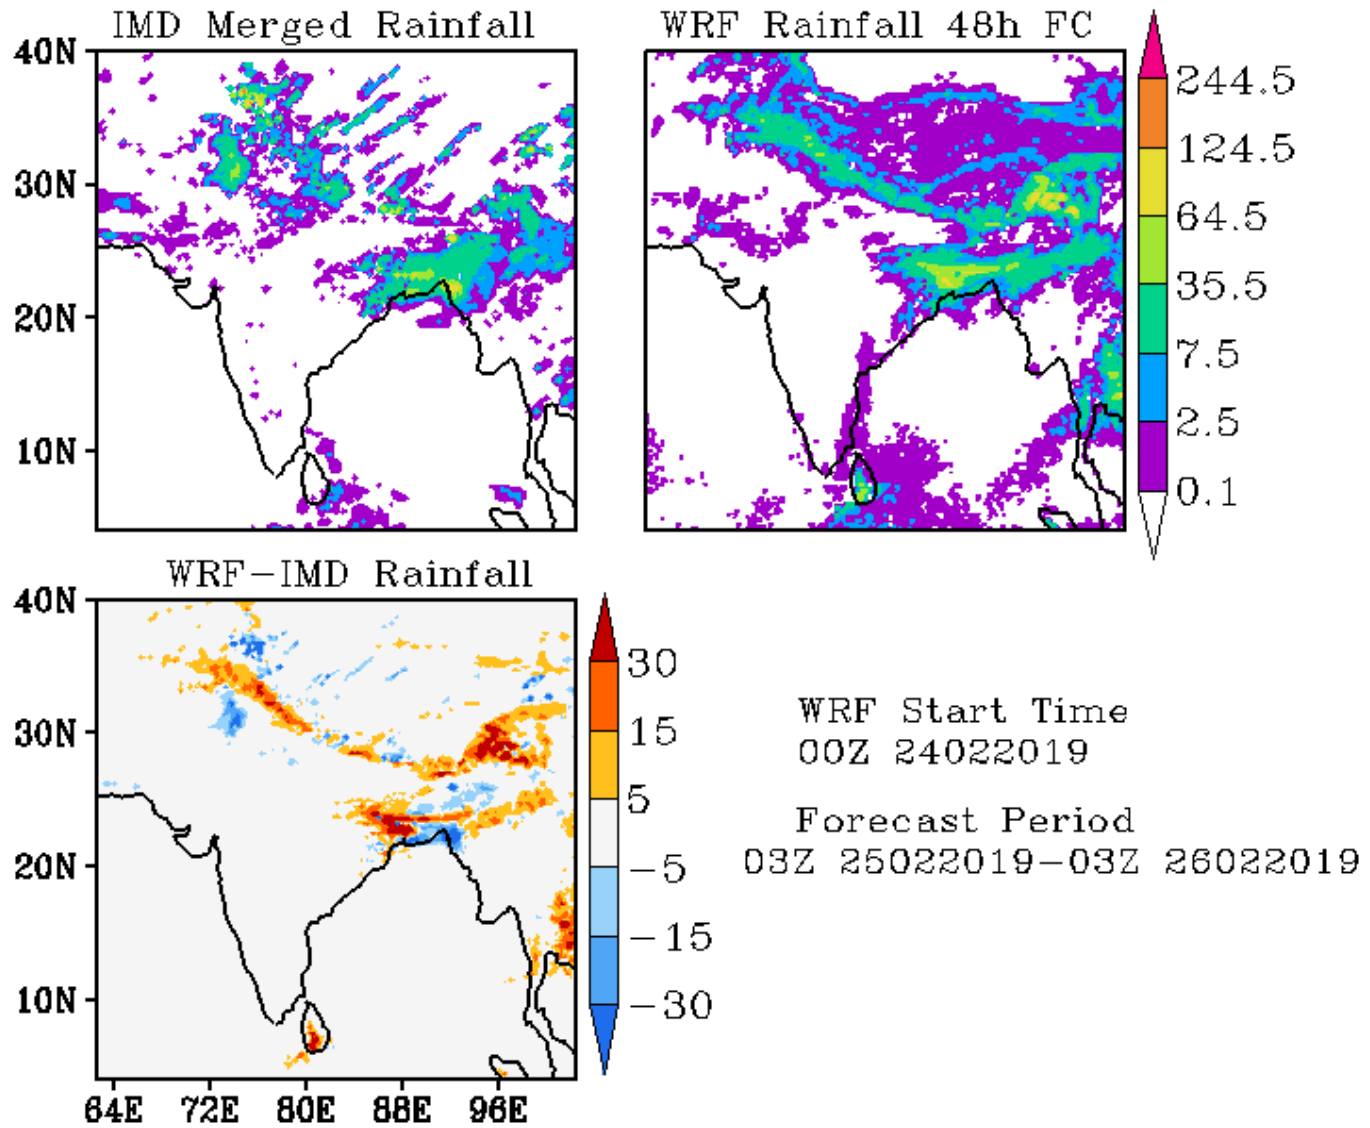 IMD Merged Rainfall
WRF Rainfall 48h FC
40N
30N
20N
10N
244.5
124.5
64.5
35.5
7.5
2.5
0.1
WRF-IMD Rainfall
40N
30N
20N
10N
64E 72E 80E 88E 96E
30
15
5
-5
-15
-30
WRF Start Time
00Z 24022019
Forecast Period
03Z 25022019-03Z 26022019